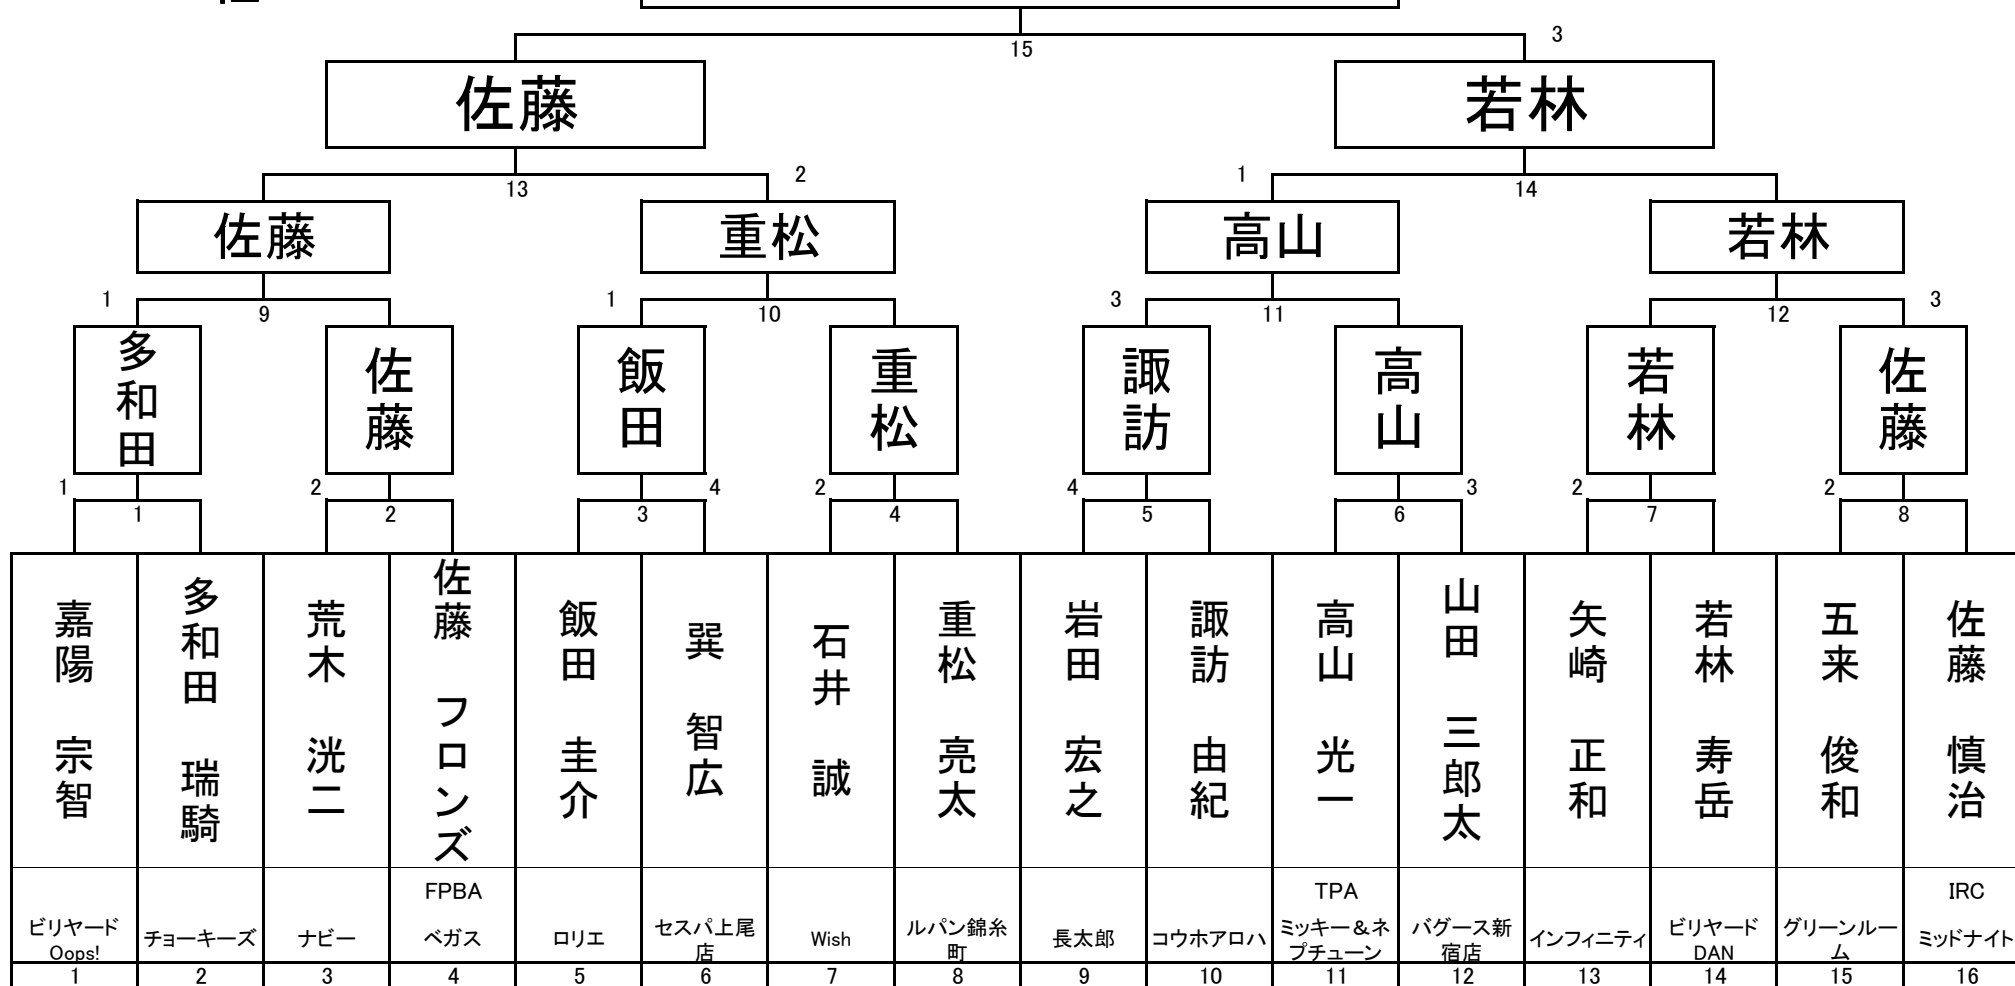 3
15
佐藤
若林
2
1
13
14
佐藤
重松
高山
若林
1
1
3
3
9
10
11
12
多和田
佐藤
飯田
重松
諏訪
高山
若林
佐藤
1
2
4
2
4
3
2
2
1
2
3
4
5
6
7
8
嘉陽 宗智
多和田 瑞騎
荒木 洸二
佐藤 フロンズ
飯田 圭介
巽 智広
石井 誠
重松 亮太
岩田 宏之
諏訪 由紀
高山 光一
山田 三郎太
矢崎 正和
若林 寿岳
五来 俊和
佐藤 慎治
ビリヤード
Oops!
チョーキーズ
ナビー
FPBA
ベガス
ロリエ
セスパ上尾
店
Wish
ルパン錦糸
町
長太郎
コウホアロハ
TPA
ミッキー＆ネ
プチューン
バグース新
宿店
インフィニティ
ビリヤード
DAN
グリーンルー
ム
IRC
ミッドナイト
1
2
3
4
5
6
7
8
9
10
11
12
13
14
15
16